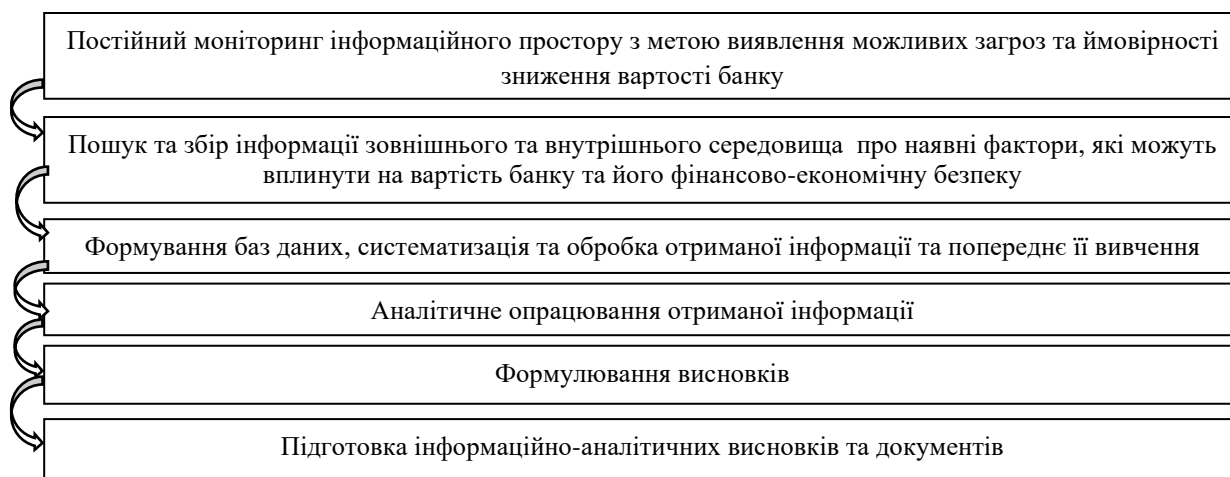 Постійний моніторинг інформаційного простору з метою виявлення можливих загроз та ймовірності
зниження вартості банку
Пошук та збір інформації зовнішнього та внутрішнього середовища про наявні фактори, які можуть
вплинути на вартість банку та його фінансово-економічну безпеку
Формування баз даних, систематизація та обробка отриманої інформації та попереднє її вивчення
Аналітичне опрацювання отриманої інформації
Формулювання висновків
Підготовка інформаційно-аналітичних висновків та документів